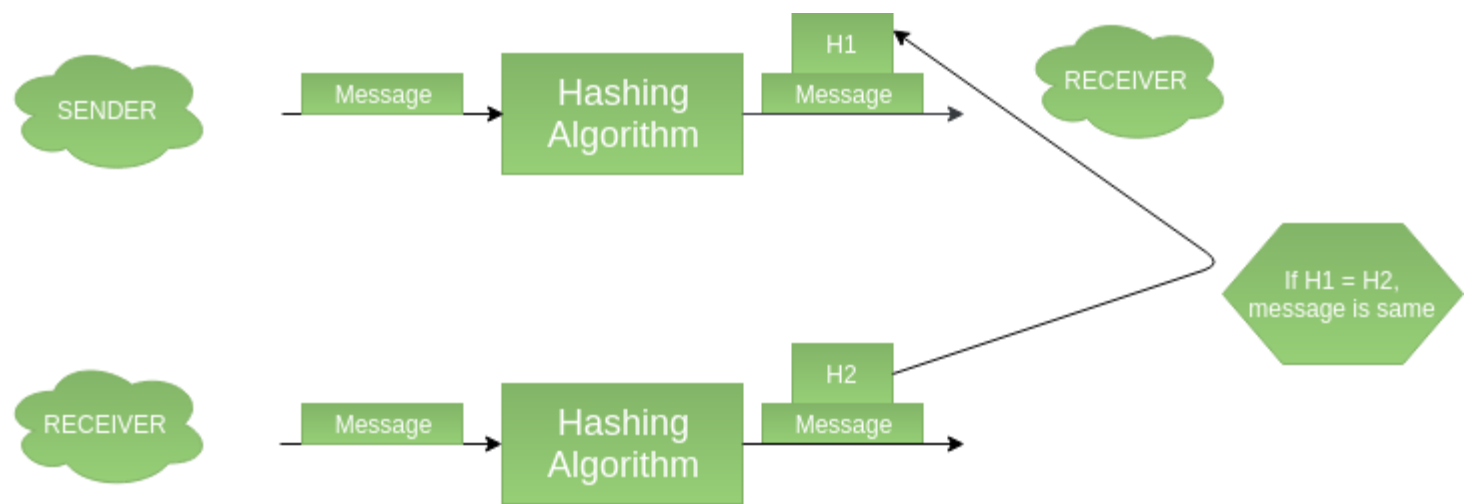 SENDER
Message
Hashing
Algorithm
H1
Message
RECEIVER
If H1 = H2,
message is same
RECEIVER
Message
Hashing
Algorithm
H2
Message